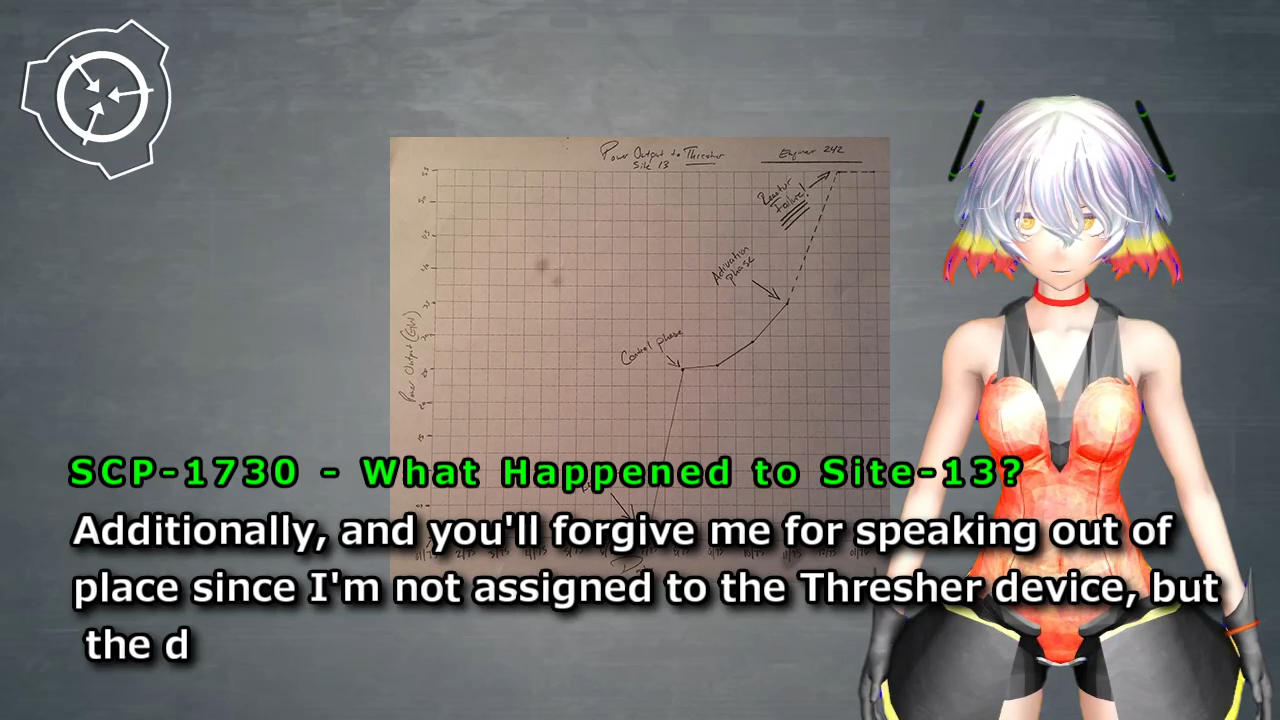 Power Output to Thresher
Site 13
Engineer 242
Reactor
Failure!
Activation
phase
Control phase
Power Output (GW)
SCP-1730 - What Happened to Site-13?
Additionally, and you'll forgive me for speaking out of
place since I'm not assigned to the Thresher device, but
the d